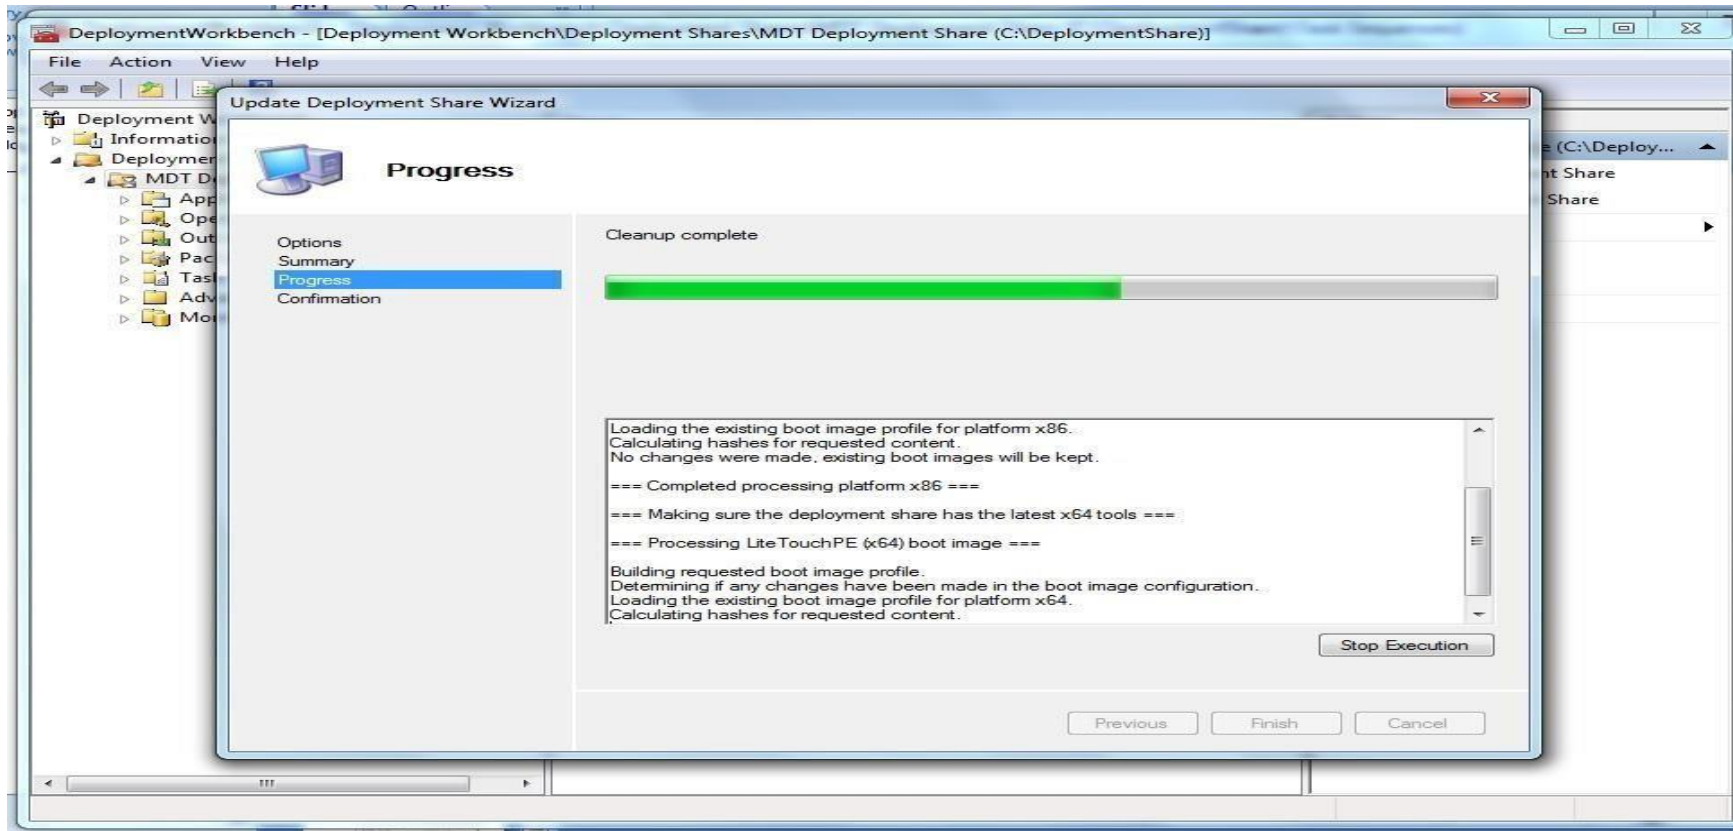 DeploymentWorkbench - [Deployment Workbench\Deployment Shares\MDT Deployment Share (C:\DeploymentShare)]
File Action View Help
Update Deployment Share Wizard
Deployment W
Informatio
Deploymen
MDT D
App
Ope
Out
Pac
Task
Adv
Mo
Progress
Options
Summary
Progress
Confirmation
Cleanup complete
Loading the existing boot image profile for platform x86.
Calculating hashes for requested content.
No changes were made, existing boot images will be kept.
=== Completed processing platform x86 ===
=== Making sure the deployment share has the latest x64 tools ===
=== Processing LiteTouchPE (x64) boot image ===
Building requested boot image profile.
Determining if any changes have been made in the boot image configuration.
Loading the existing boot image profile for platform x64.
Calculating hashes for requested content.
Stop Execution
Previous Finish Cancel
e (C:\Deploy...
nt Share
Share